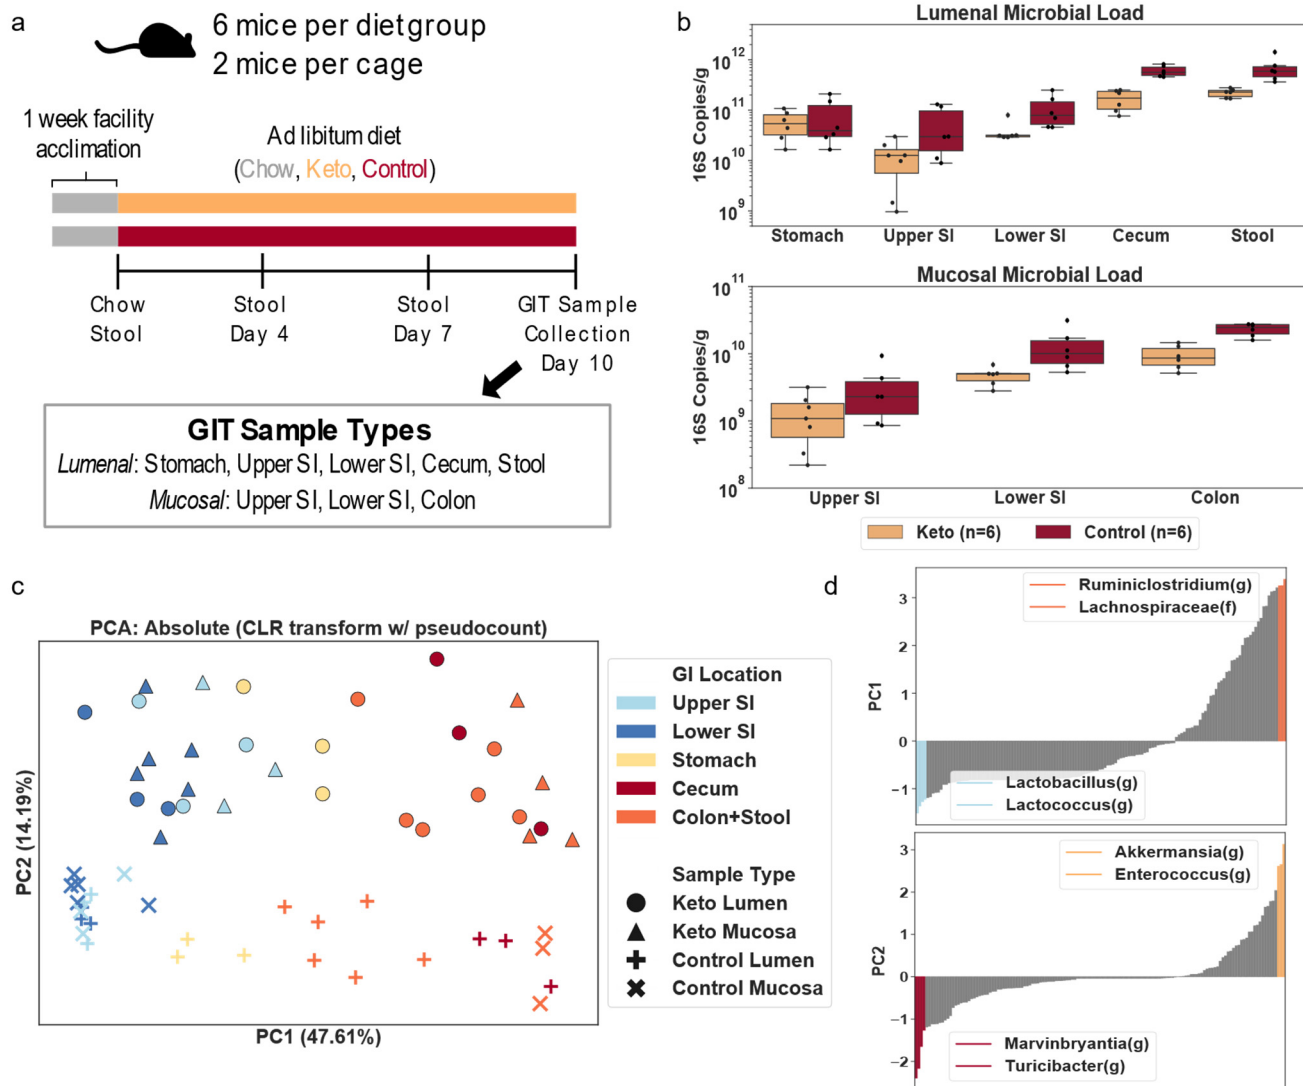 a
6 mice per diet group
2 mice per cage
1 week facility
acclimation
Ad libitum diet
(Chow, Keto, Control)
Chow
Stool
Stool
Day 4
Stool
Day 7
GIT Sample
Collection
Day 10
GIT Sample Types
Lumenal: Stomach, Upper SI, Lower SI, Cecum, Stool
Mucosal: Upper SI, Lower SI, Colon
b
Lumenal Microbial Load
16S Copies/g
10^12
10^11
10^10
10^9
Stomach Upper SI Lower SI Cecum Stool
Mucosal Microbial Load
16S Copies/g
10^11
10^10
10^9
10^8
Upper SI Lower SI Colon
Keto (n=6) Control (n=6)
c
PCA: Absolute (CLR transform w/ pseudocount)
PC2 (14.19%)
PC1 (47.61%)
GI Location
Upper SI
Lower SI
Stomach
Cecum
Colon+Stool
Sample Type
Keto Lumen
Keto Mucosa
Control Lumen
Control Mucosa
d
PC1
3
2
1
0
−1
Ruminiclostridium(g)
Lachnospiraceae(f)
Lactobacillus(g)
Lactococcus(g)
PC2
3
2
1
0
−1
−2
Akkermansia(g)
Enterococcus(g)
Marvinbryantia(g)
Turicibacter(g)